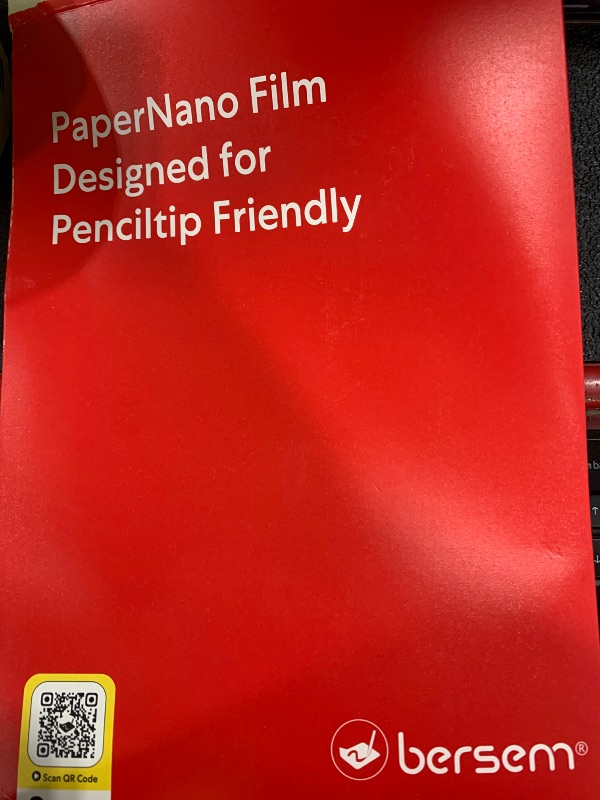 PaperNano Film
Designed for
Penciltip Friendly
Scan QR Code
bersem®